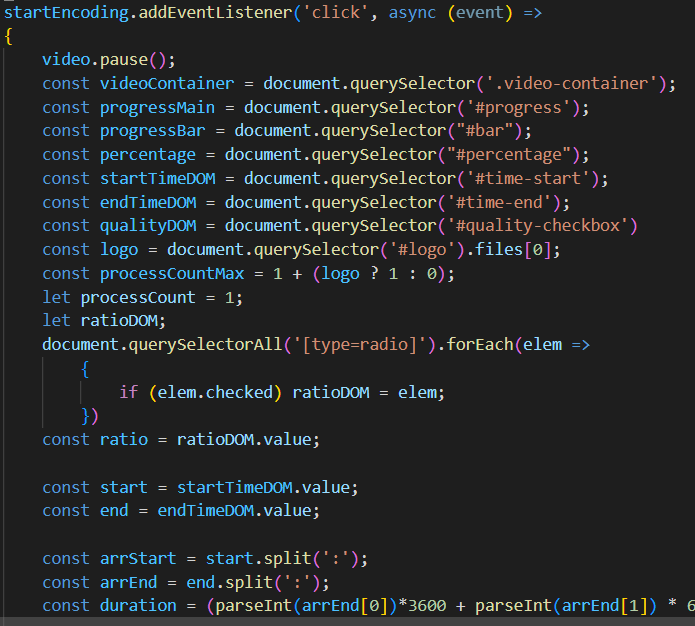 startEncoding.addEventListener('click', async (event) =>
{
    video.pause();
    const videoContainer = document.querySelector('.video-container');
    const progressMain = document.querySelector('#progress');
    const progressBar = document.querySelector("#bar");
    const percentage = document.querySelector("#percentage");
    const startTimeDOM = document.querySelector('#time-start');
    const endTimeDOM = document.querySelector('#time-end');
    const qualityDOM = document.querySelector('#quality-checkbox')
    const logo = document.querySelector('#logo').files[0];
    const processCountMax = 1 + (logo ? 1 : 0);
    let processCount = 1;
    let ratioDOM;
    document.querySelectorAll('[type=radio]').forEach(elem =>
        {
            if (elem.checked) ratioDOM = elem;
        })
    const ratio = ratioDOM.value;

    const start = startTimeDOM.value;
    const end = endTimeDOM.value;

    const arrStart = start.split(':');
    const arrEnd = end.split(':');
    const duration = (parseInt(arrEnd[0])*3600 + parseInt(arrEnd[1]) * 6